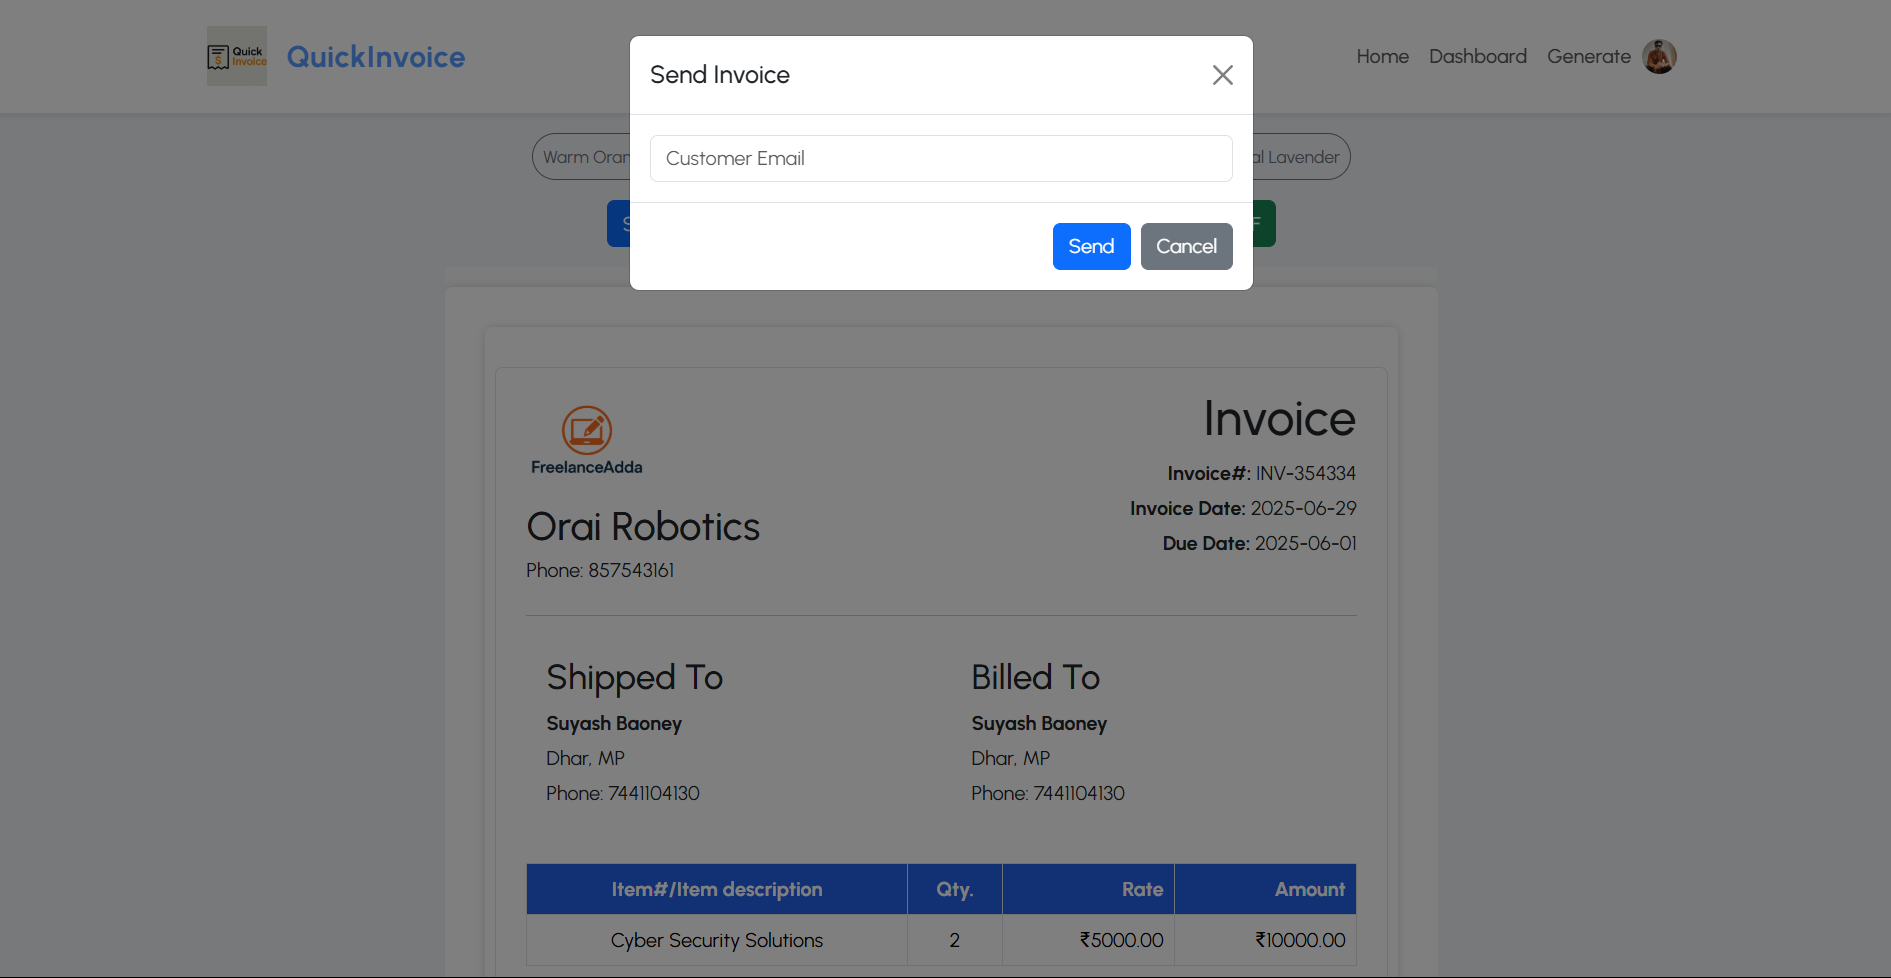 Quick
Invoice
QuickInvoice
Home Dashboard Generate
Send Invoice
Customer Email
Send Cancel
Lavender
FreelanceAdda
Invoice
Invoice#: INV-354334
Invoice Date: 2025-06-29
Due Date: 2025-06-01
Orai Robotics
Phone: 857543161
Shipped To
Suyash Baoney
Dhar, MP
Phone: 7441104130
Billed To
Suyash Baoney
Dhar, MP
Phone: 7441104130
Item#/Item description Qty. Rate Amount
Cyber Security Solutions 2 ₹5000.00 ₹10000.00